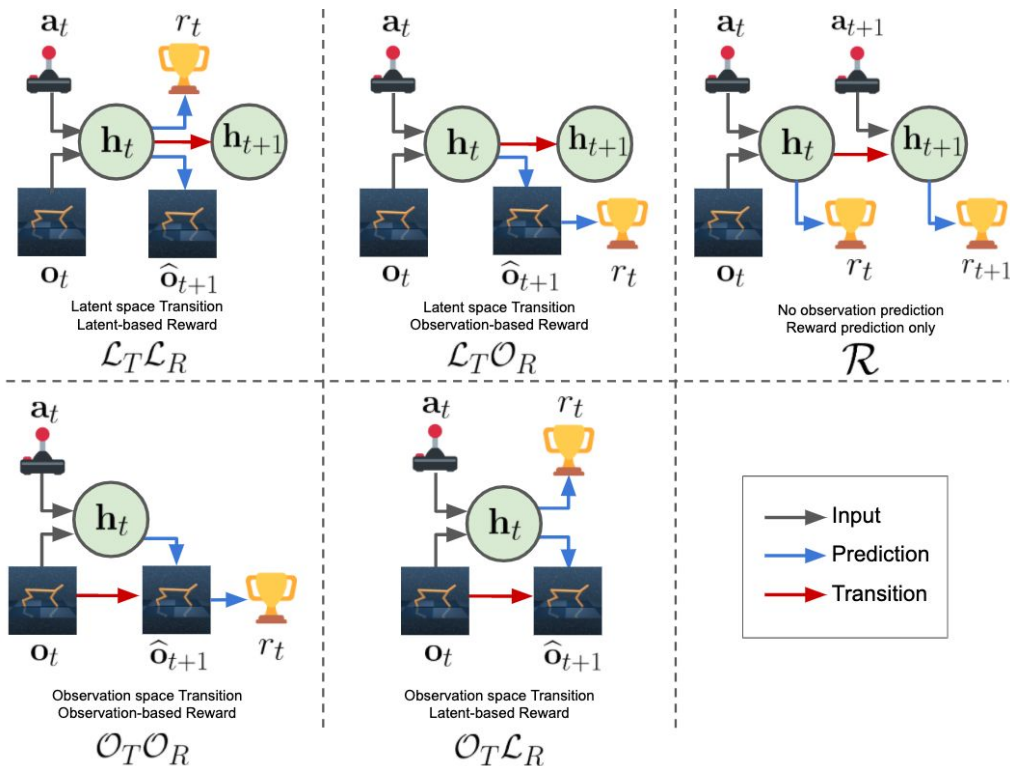 a_t
r_t
h_t
h_{t+1}
o_t
ô_{t+1}
Latent space Transition
Latent-based Reward
ℒ_Tℒ_R
a_t
h_t
h_{t+1}
o_t
ô_{t+1}
r_t
Latent space Transition
Observation-based Reward
ℒ_T𝒪_R
a_t
a_{t+1}
h_t
h_{t+1}
o_t
r_t
r_{t+1}
No observation prediction
Reward prediction only
ℛ
a_t
h_t
o_t
ô_{t+1}
r_t
Observation space Transition
Observation-based Reward
𝒪_T𝒪_R
a_t
r_t
h_t
o_t
ô_{t+1}
Observation space Transition
Latent-based Reward
𝒪_Tℒ_R
Input
Prediction
Transition